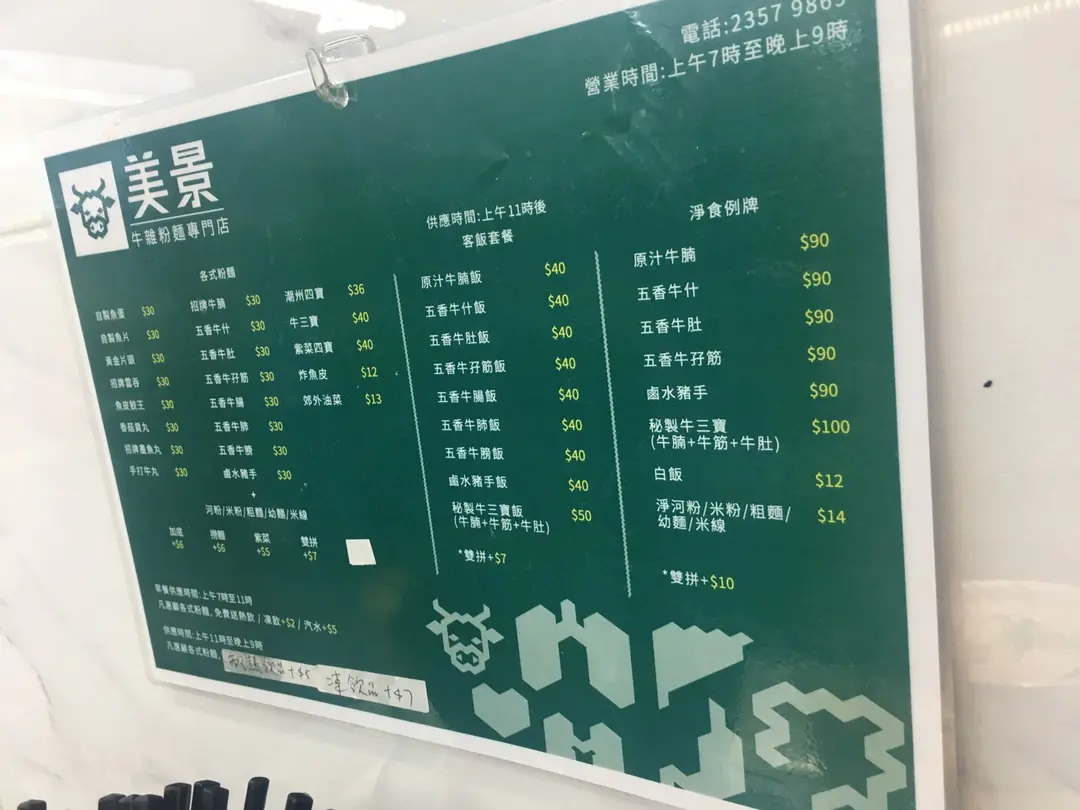 電話:2357 986
營業時間:上午7時至晚上9時
美景
牛雜粉麵專門店
各式粉麵
自製魚蛋 $30
自製魚片 $30
黃金片頭 $30
招牌雲吞 $30
魚皮餃王 $30
香菇貢丸 $30
招牌墨魚丸 $30
手打牛丸 $30
招牌牛腩 $30
五香牛什 $30
五香牛肚 $30
五香牛孖筋 $30
五香牛腸 $30
五香牛肺 $30
五香牛膀 $30
鹵水豬手 $30
潮州四寶 $36
牛三寶 $40
紫菜四寶 $40
炸魚皮 $12
郊外油菜 $13
+
河粉/米粉/粗麵/幼麵/米線
加底 +$6
撈麵 +$6
紫菜 +$5
雙拼 +$7
早餐供應時間:上午7時至11時
凡惠顧各式粉麵, 免費送熱飲 / 凍飲+$2 / 汽水+$5
供應時間:上午11時至晚上9時
凡惠顧各式粉麵,
熱飲品+$5
凍飲品+$7
供應時間:上午11時後
客飯套餐
原汁牛腩飯 $40
五香牛什飯 $40
五香牛肚飯 $40
五香牛孖筋飯 $40
五香牛腸飯 $40
五香牛肺飯 $40
五香牛膀飯 $40
鹵水豬手飯 $40
秘製牛三寶飯 $50
(牛腩+牛筋+牛肚)
*雙拼+$7
淨食例牌
原汁牛腩 $90
五香牛什 $90
五香牛肚 $90
五香牛孖筋 $90
鹵水豬手 $90
秘製牛三寶 $100
(牛腩+牛筋+牛肚)
白飯 $12
淨河粉/米粉/粗麵/ $14
幼麵/米線
*雙拼+$10